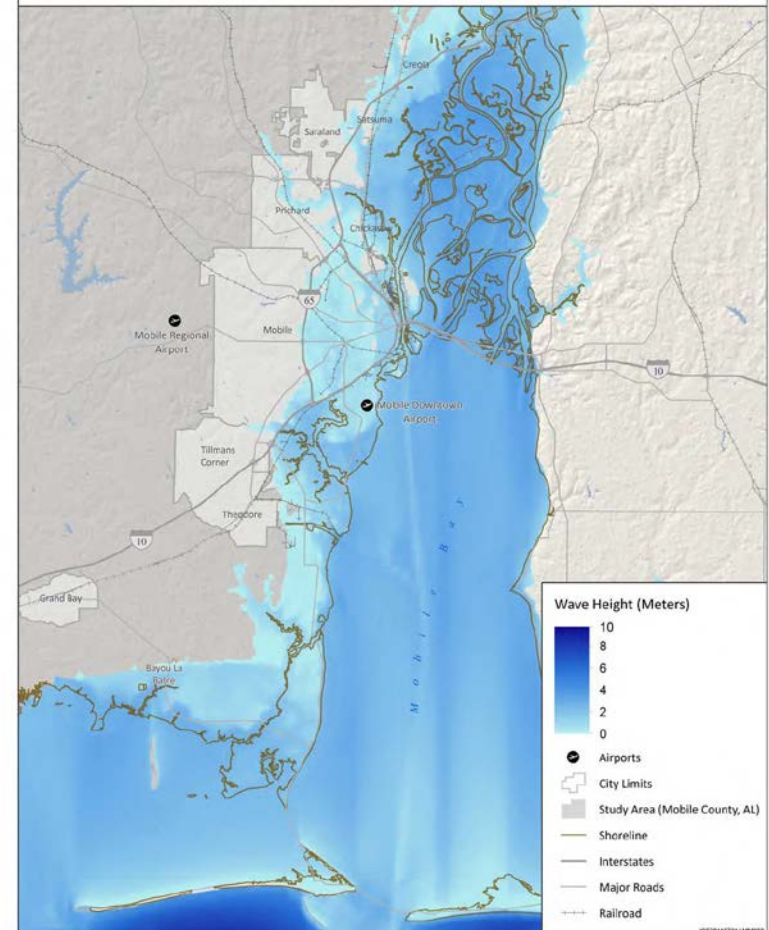 Creola
Satsuma
Saraland
Prichard
Chickasaw
65
Mobile
Mobile Regional
Airport
10
Mobile Downtown
Airport
Tillmans
Corner
Theodore
10
Mobile Bay
Grand Bay
Bayou La
Batre
Wave Height (Meters)
10
8
6
4
2
0
Airports
City Limits
Study Area (Mobile County, AL)
Shoreline
Interstates
Major Roads
Railroad